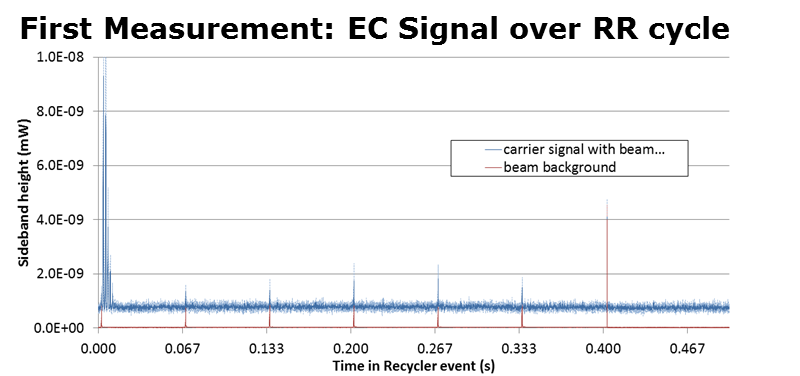 First Measurement: EC Signal over RR cycle
1.0E-08
8.0E-09
6.0E-09
4.0E-09
2.0E-09
0.0E+00
Sideband height (mW)
carrier signal with beam...
beam background
0.000 0.067 0.133 0.200 0.267 0.333 0.400 0.467
Time in Recycler event (s)